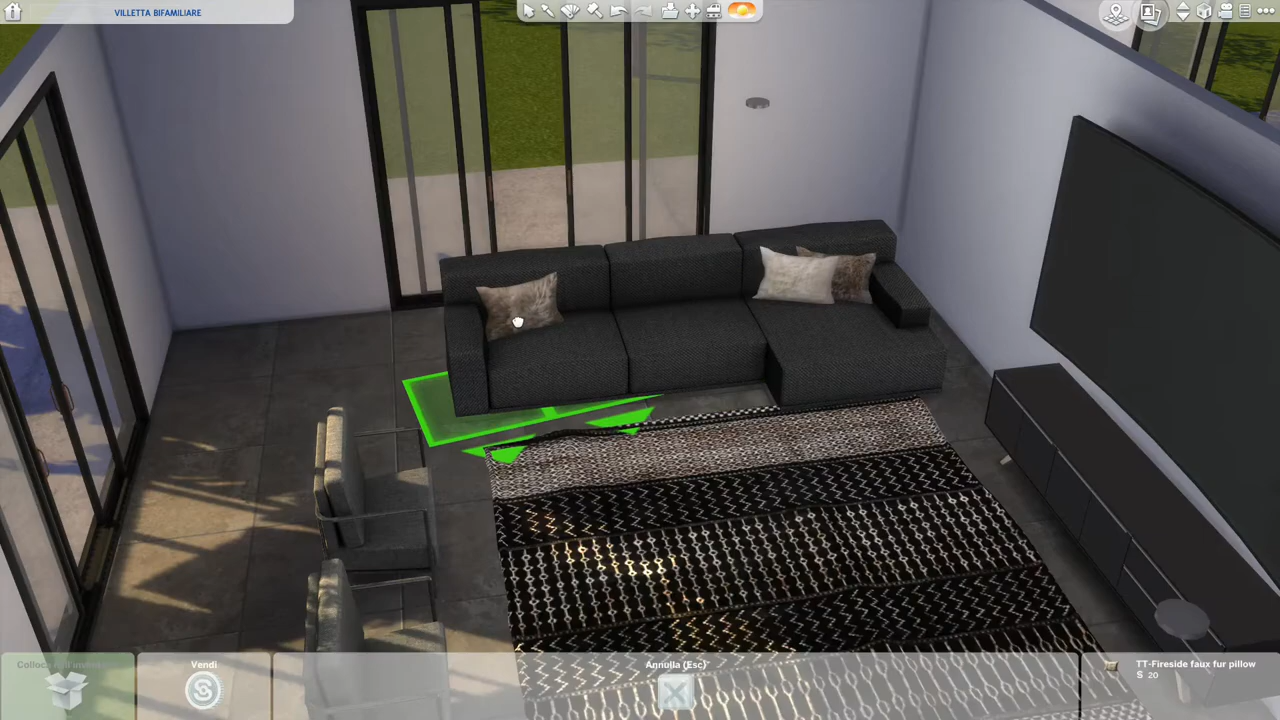 VILLETTA BIFAMILIARE
Vendi
Annulla (Esc)
TT-Fireside faux fur pillow
§ 20